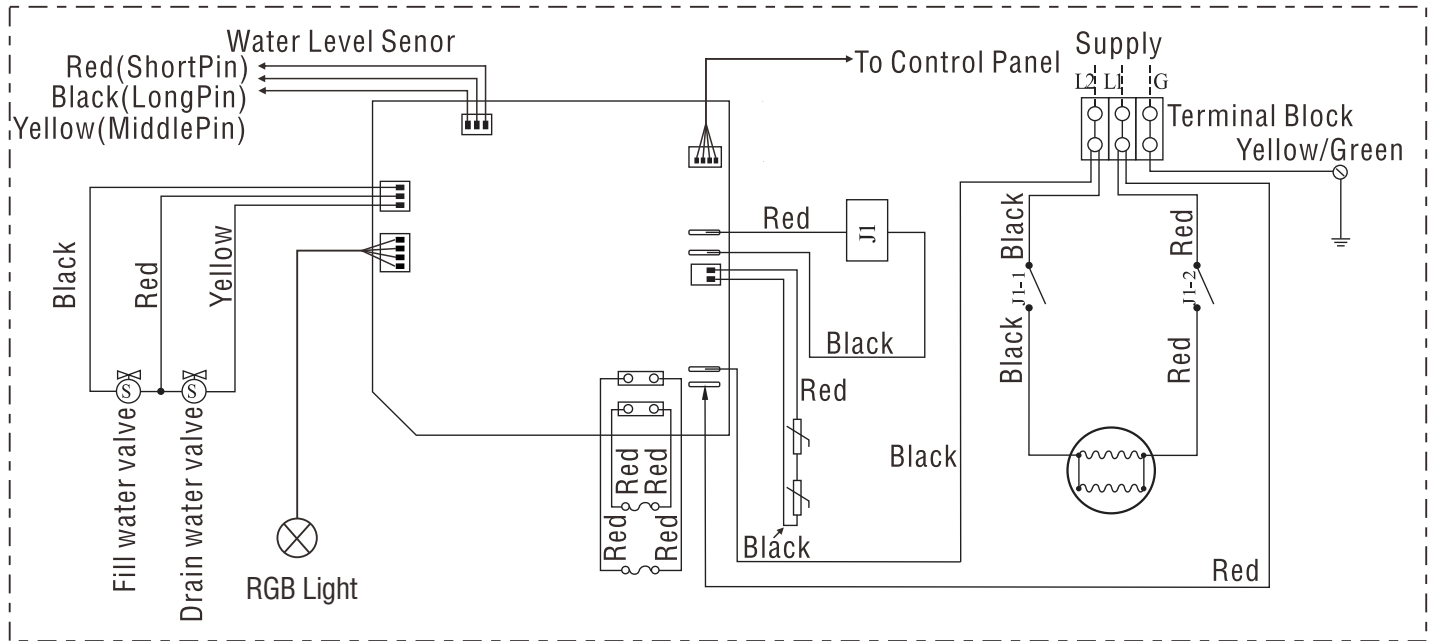 Water Level Senor
Red(ShortPin)
Black(LongPin)
Yellow(MiddlePin)
To Control Panel
Supply
L2
L1
G
Terminal Block
Yellow/Green
Black
Red
Yellow
Red
J1
Black
Black
J1-1
Black
Red
J1-2
Red
Red
Black
Fill water valve
S
Drain water valve
S
RGB Light
Red
Red
Red
Red
Black
Red